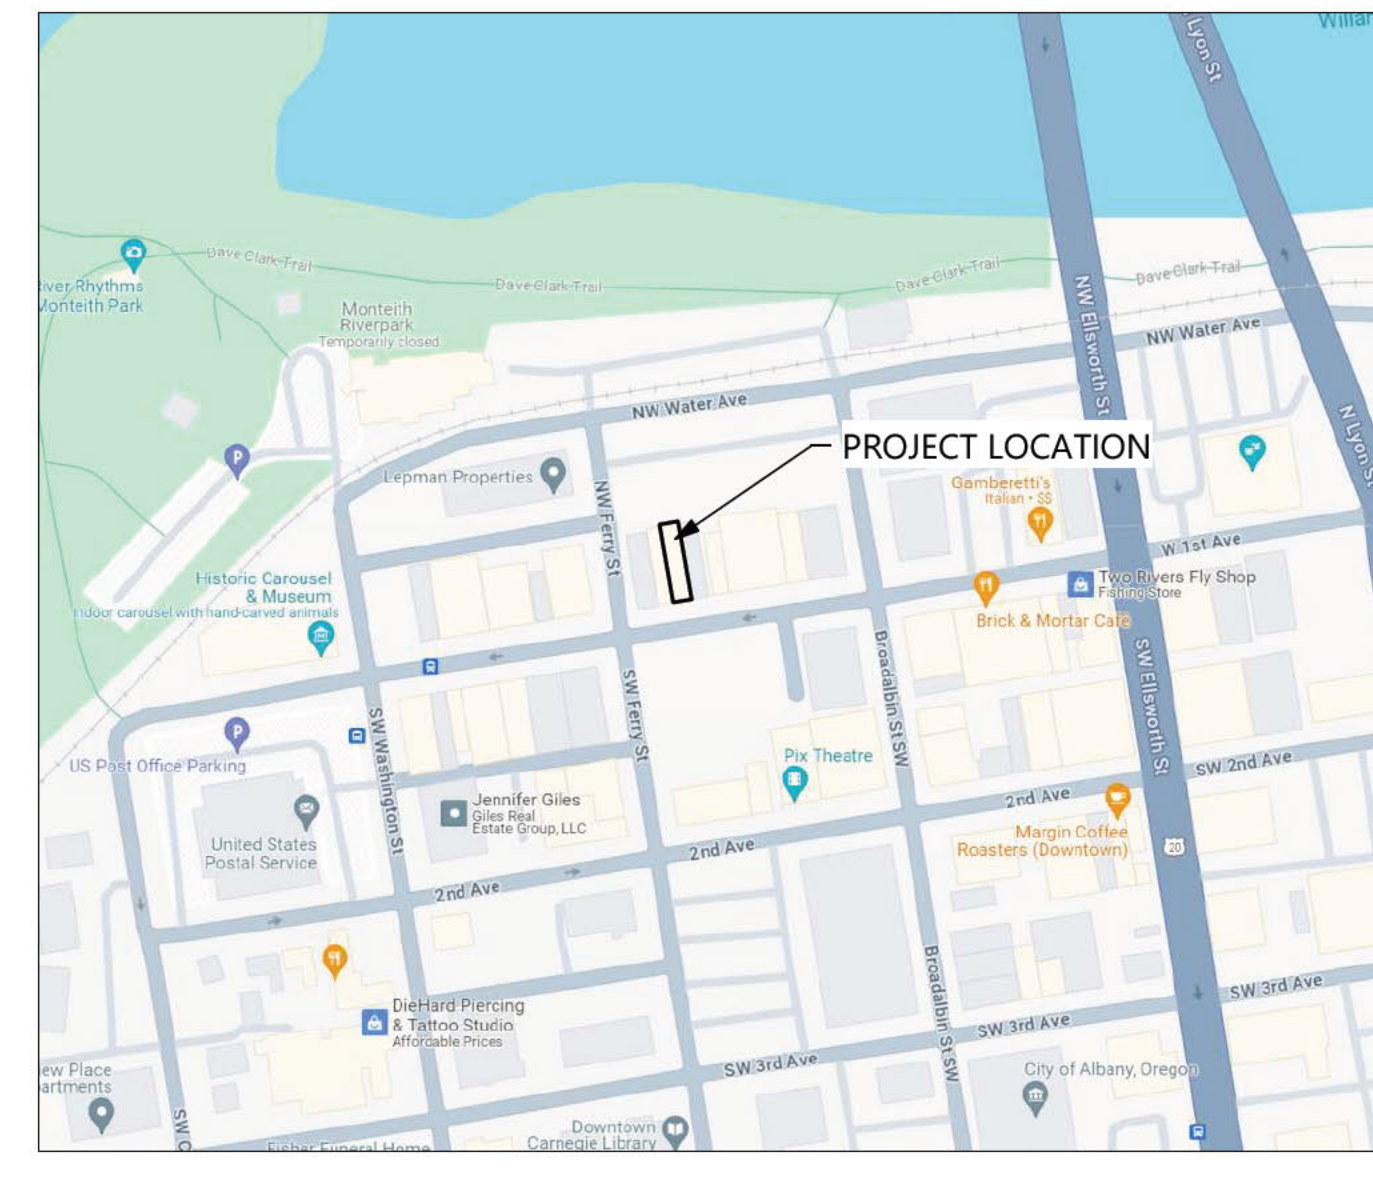 Willar
N Lyon St
Dave Clark Trail
Dave Clark Trail
Dave Clark Trail
Dave Clark Trail
River Rhythms
Monteith Park
Monteith
Riverpark
Temporarily closed
NW Ellsworth St
NW Water Ave
NW Water Ave
N Lyon St
PROJECT LOCATION
Lepman Properties
P
NW Ferry St
Gamberetti's
Italian • $$
W 1st Ave
Historic Carousel
& Museum
Indoor carousel with hand-carved animals
Two Rivers Fly Shop
Fishing Store
Brick & Mortar Café
Broadalbin St SW
SW Ellsworth St
SW Ferry St
SW Washington St
P
US Post Office Parking
Pix Theatre
SW 2nd Ave
2nd Ave
Jennifer Giles
Giles Real
Estate Group, LLC
Margin Coffee
Roasters (Downtown)
20
United States
Postal Service
2nd Ave
2nd Ave
Broadalbin St SW
SW 3rd Ave
SW 3rd Ave
DieHard Piercing
& Tattoo Studio
Affordable Prices
SW 3rd Ave
City of Albany, Oregon
ew Place
partments
SW C
Downtown
Carnegie Library
Fisher Funeral Home